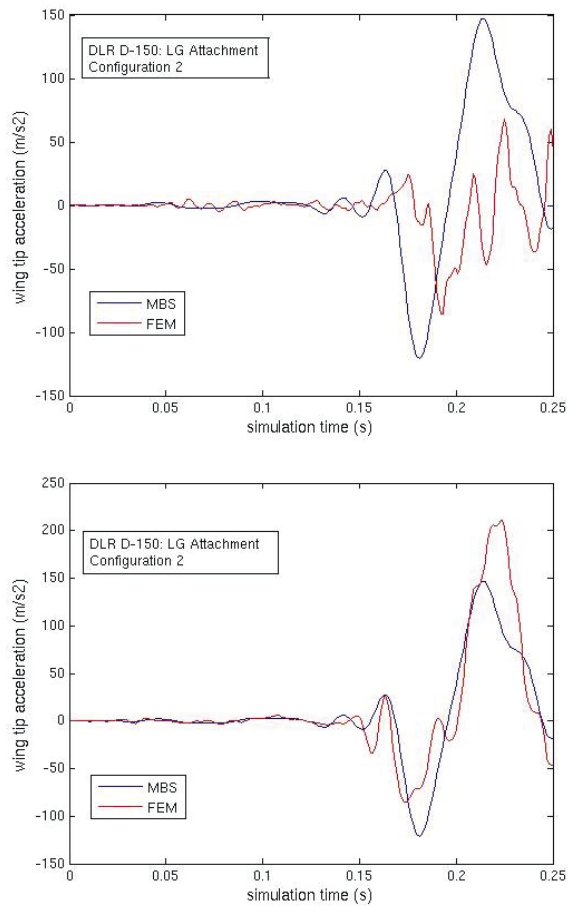 150
DLR D-150: LG Attachment
Configuration 2
100
50
0
-50
-100
-150
wing tip acceleration (m/s2)
MBS
FEM
0
0.05
0.1
0.15
0.2
0.25
simulation time (s)
250
DLR D-150: LG Attachment
Configuration 2
200
150
100
50
0
-50
-100
-150
wing tip acceleration (m/s2)
MBS
FEM
0
0.05
0.1
0.15
0.2
0.25
simulation time (s)